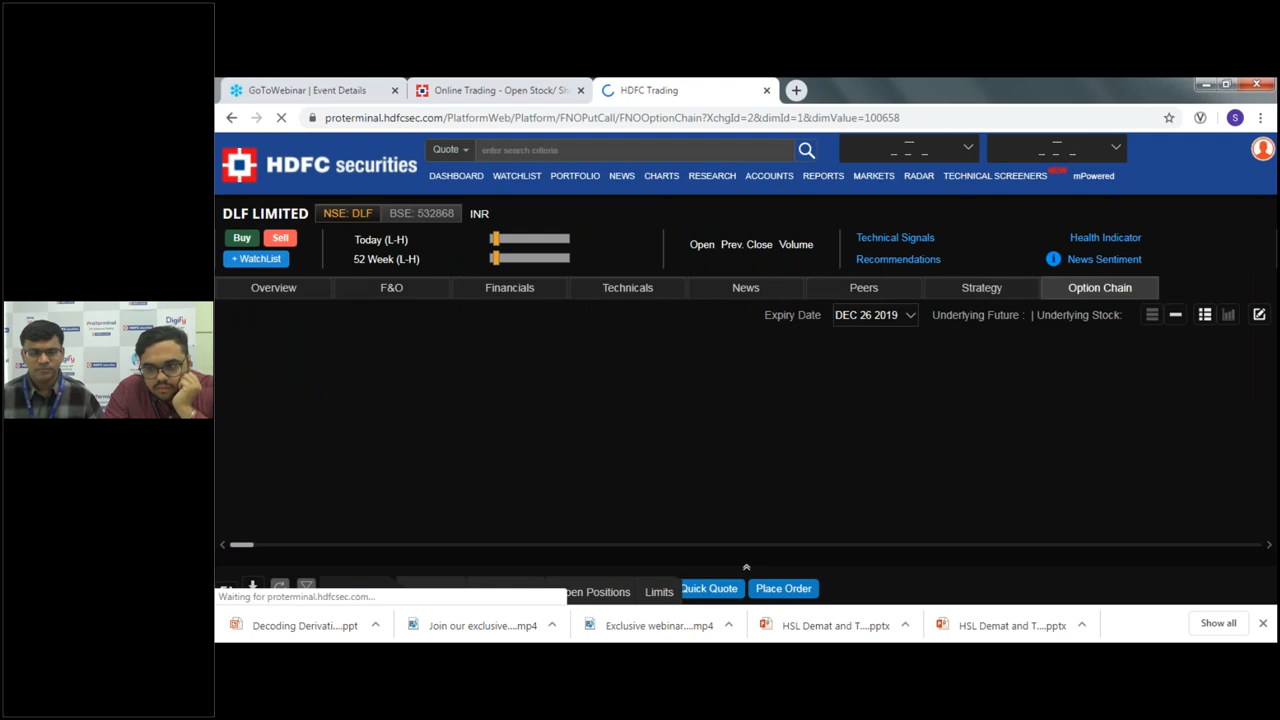 GoToWebinar | Event Details
Online Trading - Open Stock/ Sh
HDFC Trading
proterminal.hdfcsec.com/PlatformWeb/Platform/FNOPutCall/FNOOptionChain?XchgId=2&dimId=1&dimValue=100658
HDFC securities
Quote
enter search criteria
DASHBOARD WATCHLIST PORTFOLIO NEWS CHARTS RESEARCH ACCOUNTS REPORTS MARKETS RADAR TECHNICAL SCREENERS mPowered
DLF LIMITED NSE: DLF BSE: 532868 INR
Buy Sell
+ WatchList
Today (L-H)
52 Week (L-H)
Open Prev. Close Volume
Technical Signals
Recommendations
Health Indicator
News Sentiment
Overview F&O Financials Technicals News Peers Strategy Option Chain
Expiry Date DEC 26 2019 Underlying Future : | Underlying Stock:
Waiting for proterminal.hdfcsec.com...
pen Positions Limits Quick Quote Place Order
Decoding Derivati....ppt
Join our exclusive....mp4
Exclusive webinar....mp4
HSL Demat and T....pptx
HSL Demat and T....pptx
Show all
ProTerminal
Digify